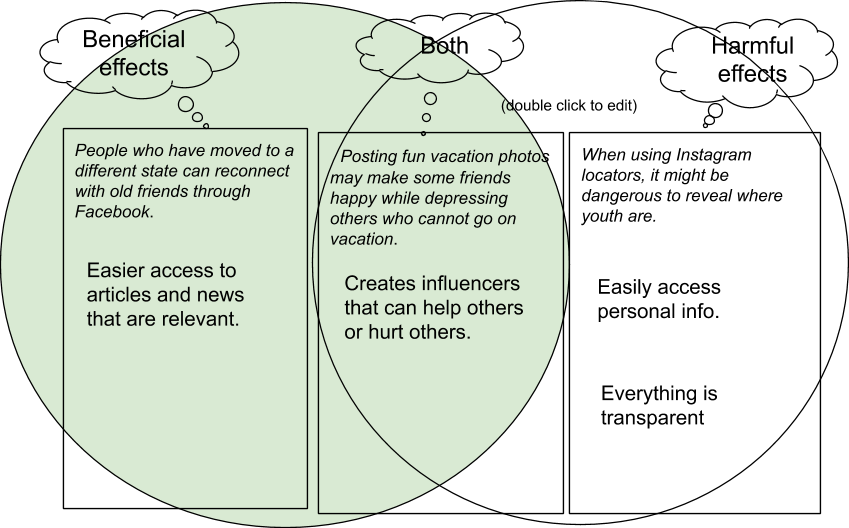 Beneficial
effects
Both
Harmful
effects
(double click to edit)
People who have moved to a
different state can reconnect
with old friends through
Facebook.
Easier access to
articles and news
that are relevant.
Posting fun vacation photos
may make some friends
happy while depressing
others who cannot go on
vacation.
Creates influencers
that can help others
or hurt others.
When using Instagram
locators, it might be
dangerous to reveal where
youth are.
Easily access
personal info.
Everything is
transparent